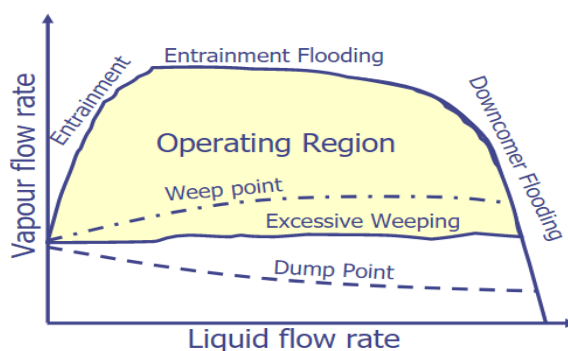 Entrainment Flooding
Entrainment
Downcomer Flooding
Operating Region
Vapour flow rate
Weep point
Excessive Weeping
Dump Point
Liquid flow rate